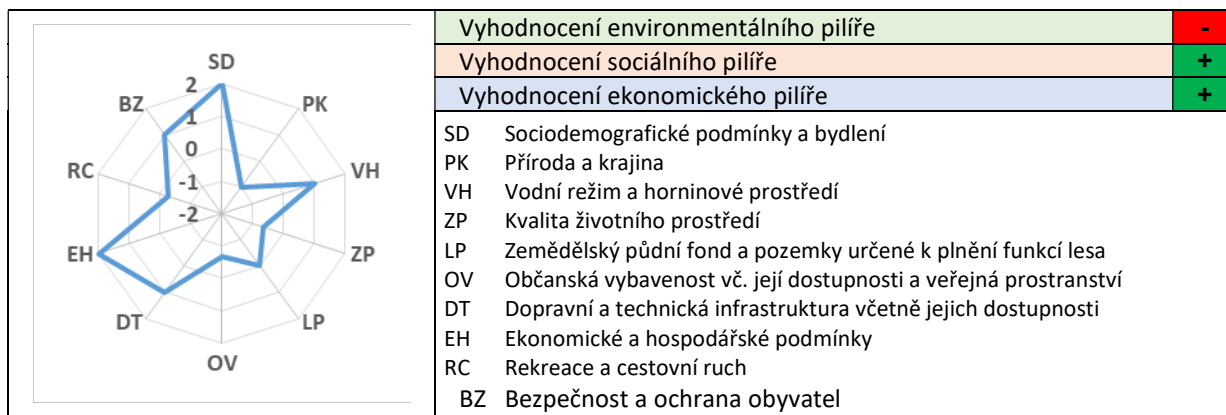 SD
PK
VH
ZP
LP
OV
DT
EH
RC
BZ
2
1
0
-1
-2
Vyhodnocení environmentálního pilíře -
Vyhodnocení sociálního pilíře +
Vyhodnocení ekonomického pilíře +
SD Sociodemografické podmínky a bydlení
PK Příroda a krajina
VH Vodní režim a horninové prostředí
ZP Kvalita životního prostředí
LP Zemědělský půdní fond a pozemky určené k plnění funkcí lesa
OV Občanská vybavenost vč. její dostupnosti a veřejná prostranství
DT Dopravní a technická infrastruktura včetně jejich dostupnosti
EH Ekonomické a hospodářské podmínky
RC Rekreace a cestovní ruch
BZ Bezpečnost a ochrana obyvatel